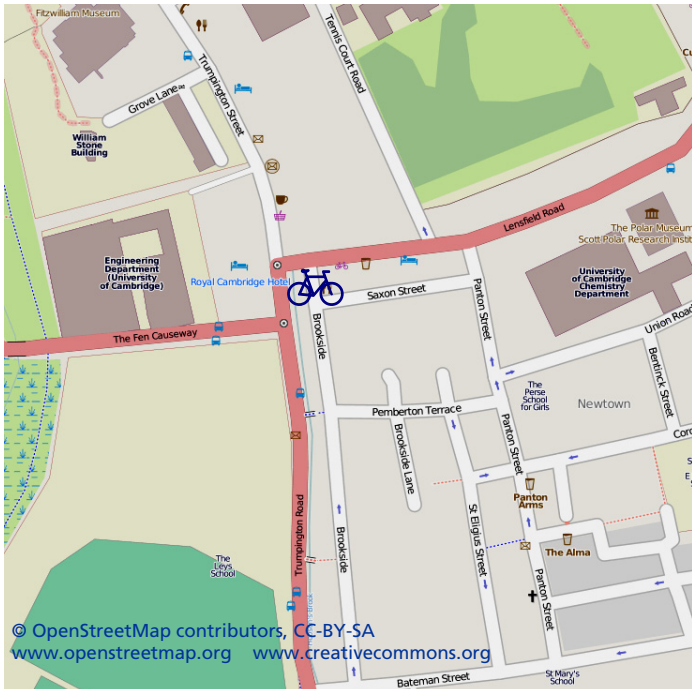 Fitzwilliam Museum
Trumpington Street
Tennis Court Road
Grove Lane
William
Stone
Building
Lensfield Road
The Polar Museum
Scott Polar Research Insti
Engineering
Department
(University
of Cambridge)
Royal Cambridge Hotel
University
of Cambridge
Chemistry
Department
Saxon Street
Panton Street
Union Road
The Fen Causeway
Brookside
Bentinck Street
The
Perse
School
for Girls
Newtown
Pemberton Terrace
Brookside Lane
Panton Street
Coro
Panton
Arms
Trumpington Road
Brookside
St Eligius Street
The Alma
The
Leys
School
Panton Street
© OpenStreetMap contributors, CC-BY-SA
www.openstreetmap.org www.creativecommons.org
Bateman Street
St Mary's
School